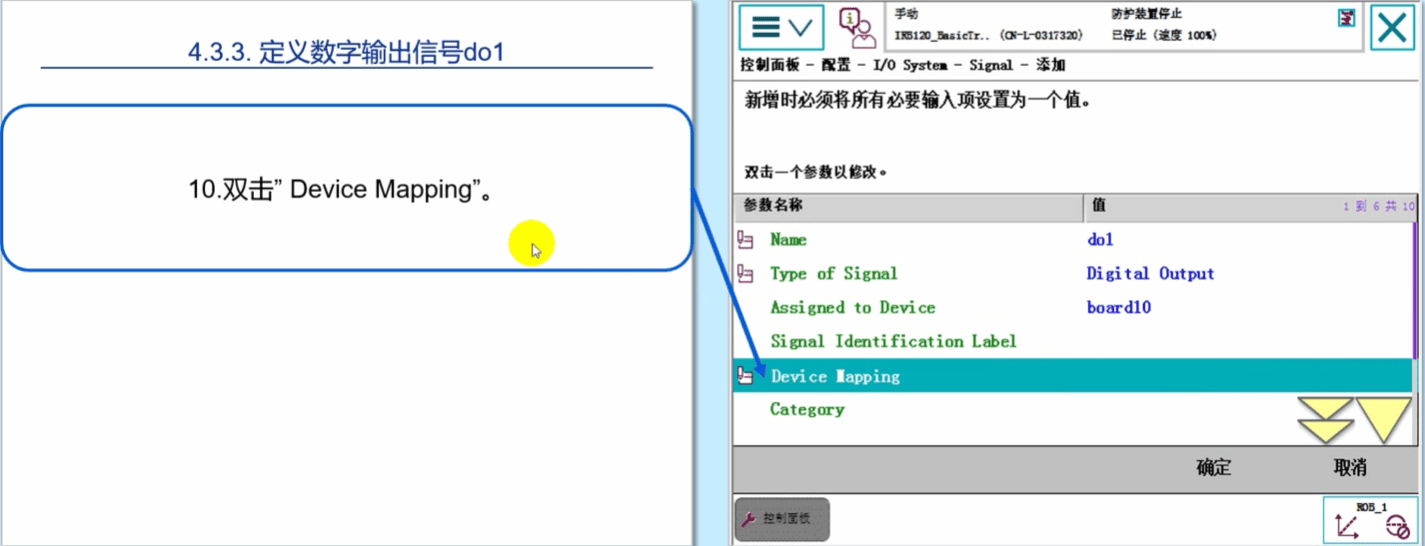 4.3.3. 定义数字输出信号do1
10.双击” Device Mapping”。
手动
防护装置停止
IRB120_BasicTr.. (CN-L-0317320)
已停止 (速度 100%)
控制面板 - 配置 - I/O System - Signal - 添加
新增时必须将所有必要输入项设置为一个值。
双击一个参数以修改。
参数名称 值 1 到 6 共 10
Name do1
Type of Signal Digital Output
Assigned to Device board10
Signal Identification Label
Device Mapping
Category
确定 取消
控制面板
ROB_1